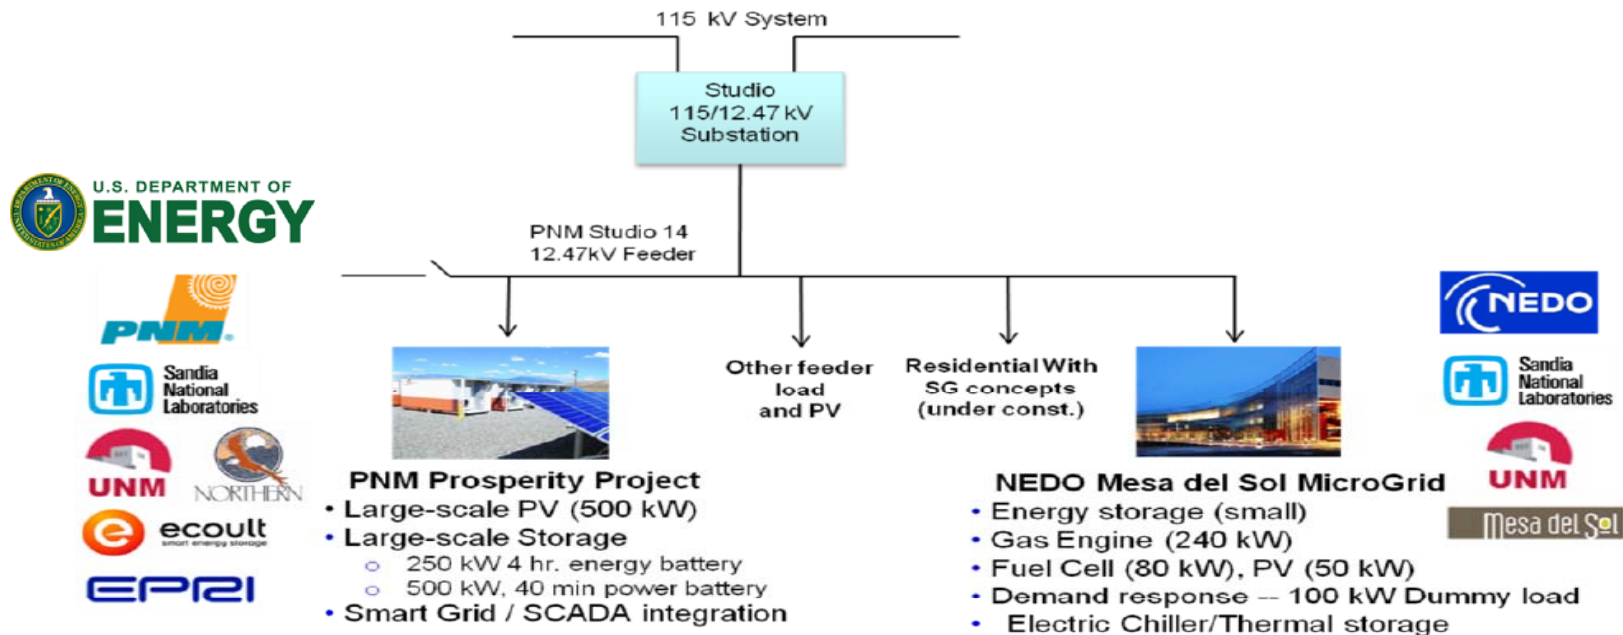 115 kV System
Studio
115/12.47 kV
Substation
U.S. DEPARTMENT OF
ENERGY
PNM Studio 14
12.47kV Feeder
PNM
Sandia
National
Laboratories
UNM
NORTHERN
ecoult
smart energy storage
EPRI
Other feeder
load
and PV
Residential With
SG concepts
(under const.)
PNM Prosperity Project
• Large-scale PV (500 kW)
• Large-scale Storage
o 250 kW 4 hr. energy battery
o 500 kW, 40 min power battery
• Smart Grid / SCADA integration
NEDO Mesa del Sol MicroGrid
• Energy storage (small)
• Gas Engine (240 kW)
• Fuel Cell (80 kW), PV (50 kW)
• Demand response -- 100 kW Dummy load
• Electric Chiller/Thermal storage
NEDO
Sandia
National
Laboratories
UNM
Mesa del Sol